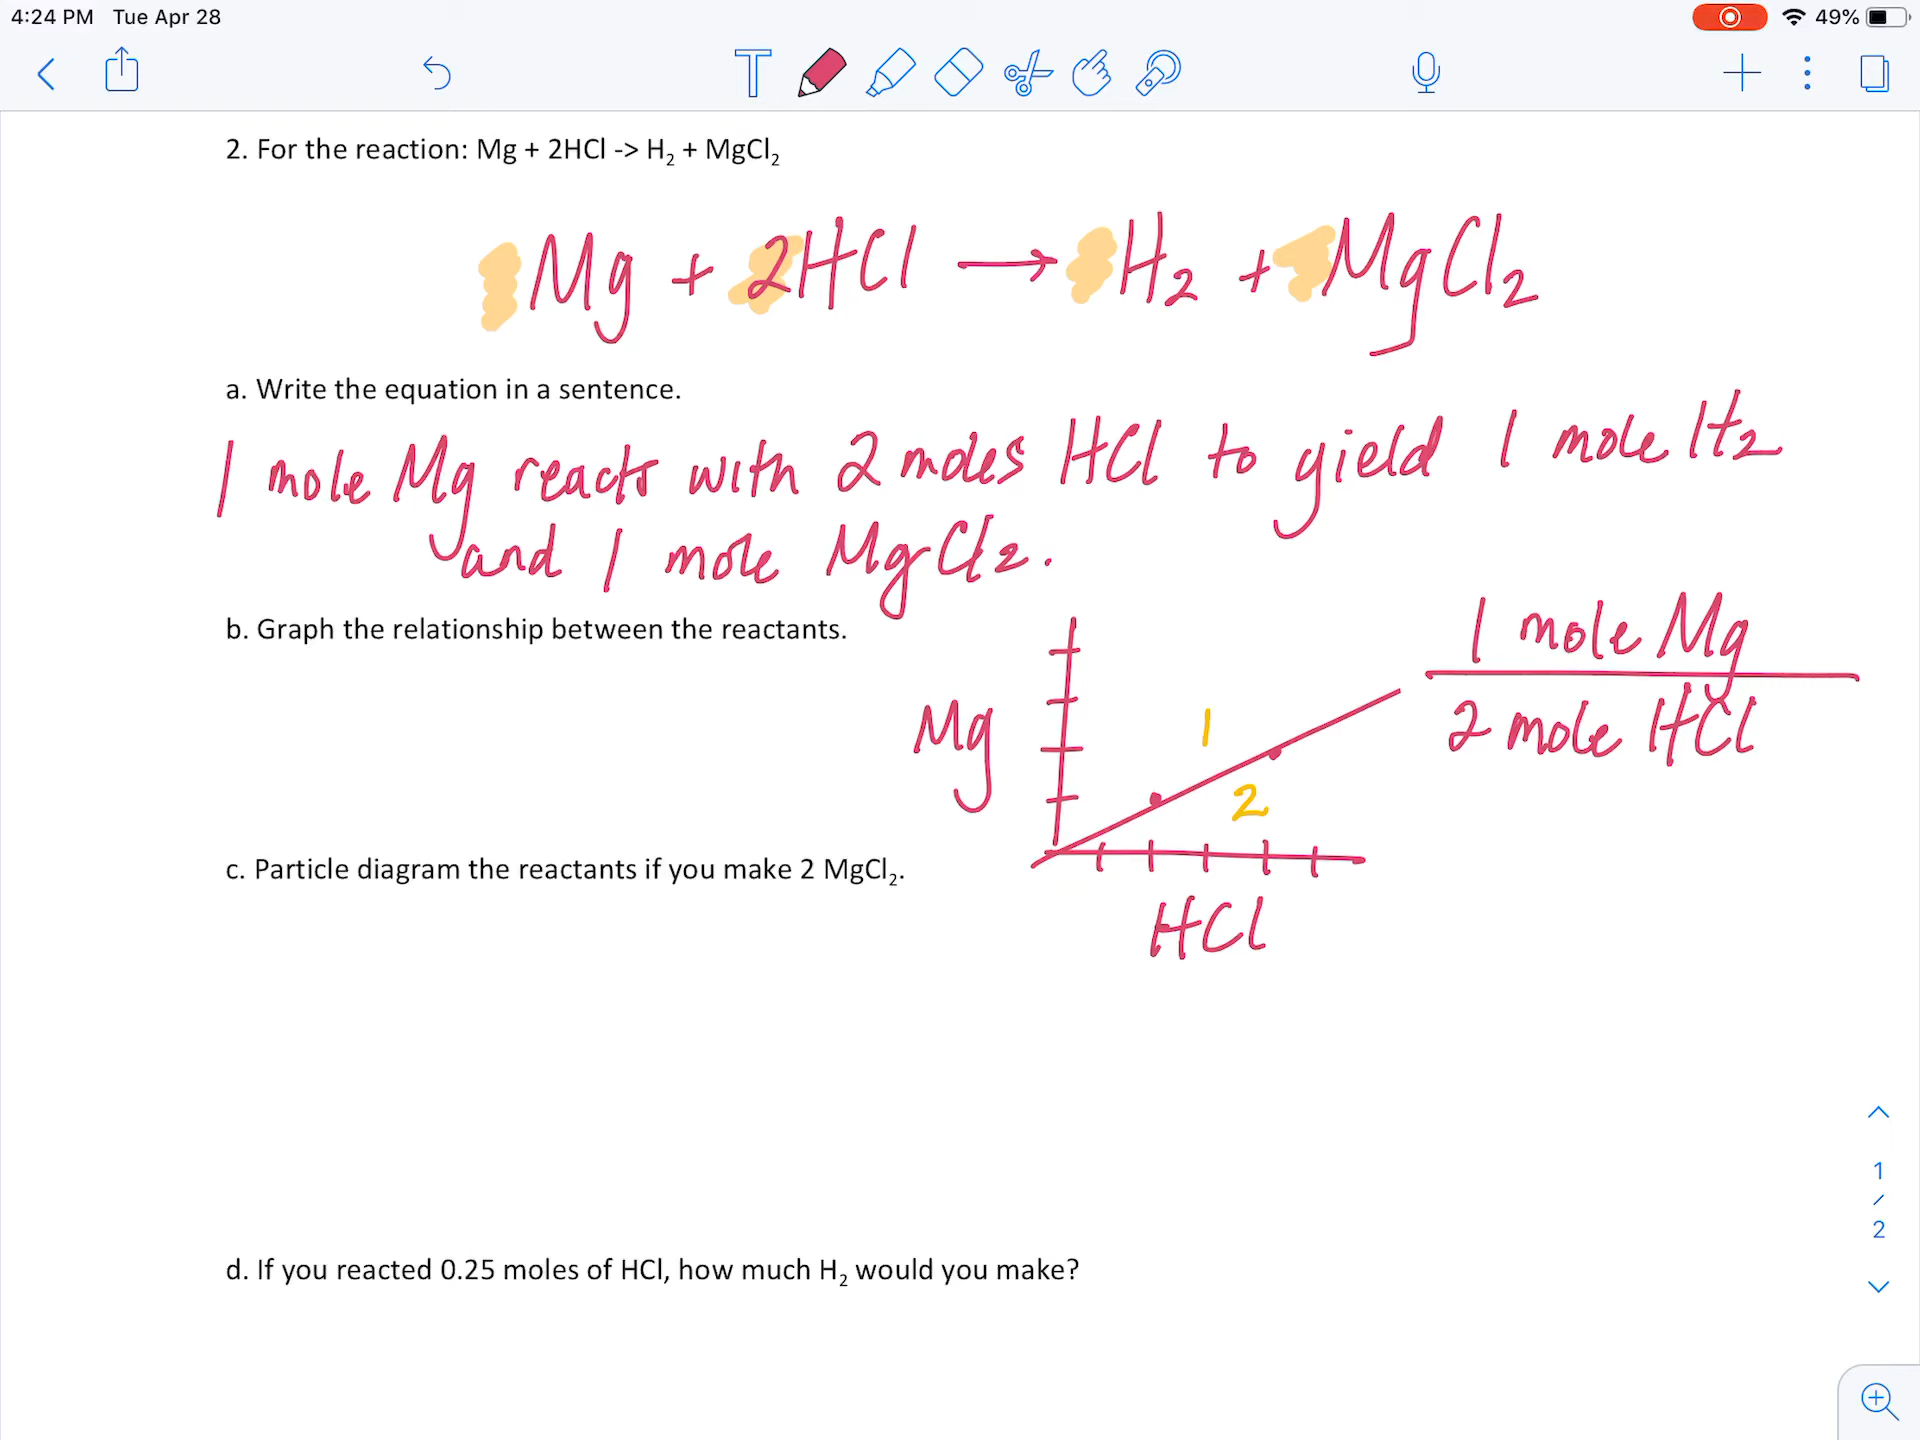 4:24 PM Tue Apr 28 49%
T
2. For the reaction: Mg + 2HCl -> H₂ + MgCl₂
Mg + 2HCl → H₂ + MgCl₂
a. Write the equation in a sentence.
1 mole Mg reacts with 2 moles HCl to yield 1 mole H₂
and 1 mole MgCl₂.
b. Graph the relationship between the reactants.
1 mole Mg
2 mole HCl
Mg
1
2
HCl
c. Particle diagram the reactants if you make 2 MgCl₂.
d. If you reacted 0.25 moles of HCl, how much H₂ would you make?
1
/
2